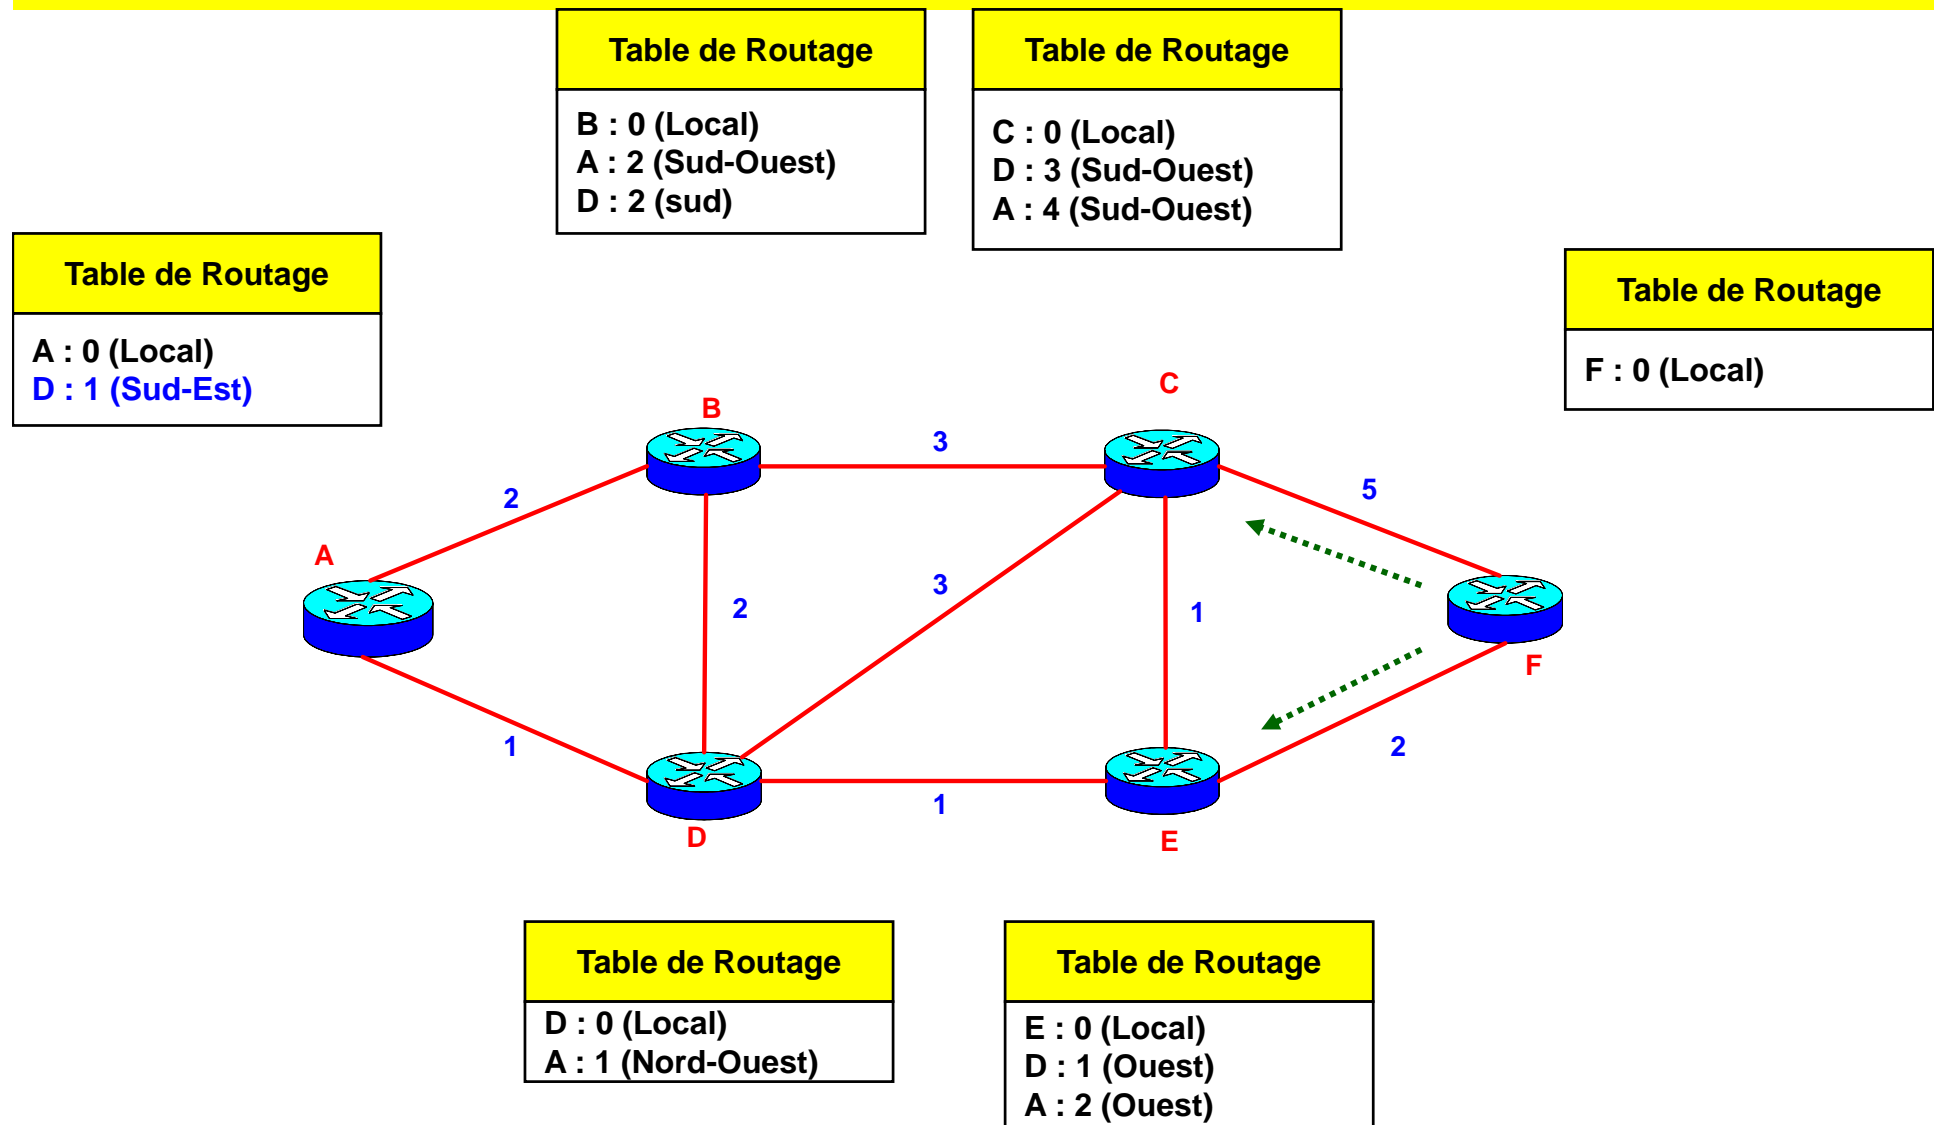 Table de Routage
B : 0 (Local)
A : 2 (Sud-Ouest)
D : 2 (sud)
Table de Routage
C : 0 (Local)
D : 3 (Sud-Ouest)
A : 4 (Sud-Ouest)
Table de Routage
A : 0 (Local)
D : 1 (Sud-Est)
Table de Routage
F : 0 (Local)
C
B
3
5
2
A
3
2
1
F
1
2
1
D
E
Table de Routage
D : 0 (Local)
A : 1 (Nord-Ouest)
Table de Routage
E : 0 (Local)
D : 1 (Ouest)
A : 2 (Ouest)